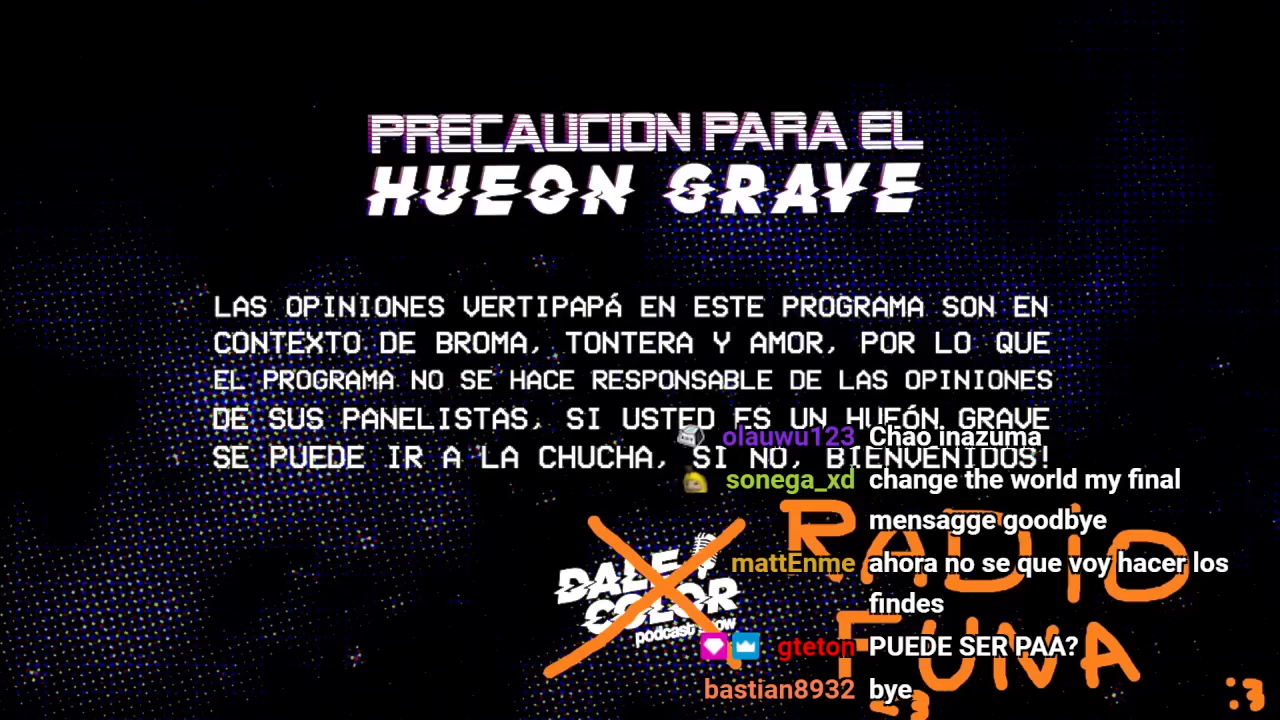 PRECAUCION PARA EL
HUEON GRAVE
LAS OPINIONES VERTIPAPÁ EN ESTE PROGRAMA SON EN
CONTEXTO DE BROMA, TONTERA Y AMOR, POR LO QUE
EL PROGRAMA NO SE HACE RESPONSABLE DE LAS OPINIONES
DE SUS PANELISTAS, SI USTED ES UN HUEÓN GRAVE
SE PUEDE IR A LA CHUCHA, SI NO, BIENVENIDOS!
olauwu123 Chao inazuma
sonega_xd change the world my final
mensagge goodbye
mattEnme ahora no se que voy hacer los
findes
gteton PUEDE SER PAA?
bastian8932 bye
DALE
COLOR
podcast show
RADIO
FUNA
<3
:3